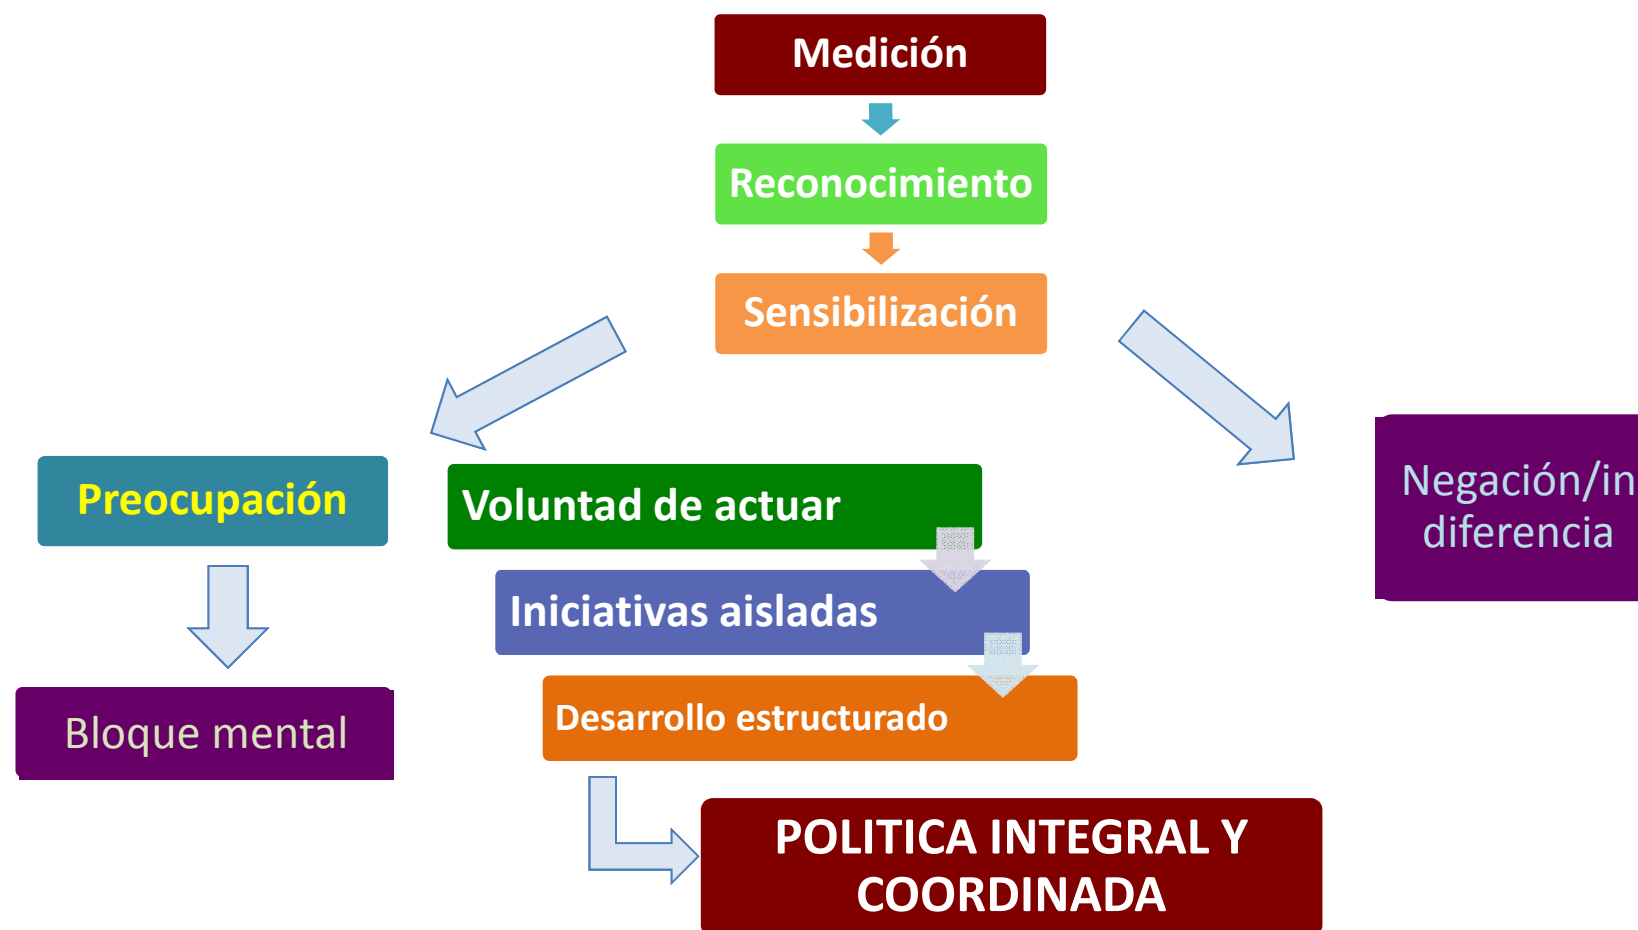 Medición
Reconocimiento
Sensibilización
Preocupación
Bloque mental
Voluntad de actuar
Iniciativas aisladas
Desarrollo estructurado
POLITICA INTEGRAL Y
COORDINADA
Negación/in
diferencia